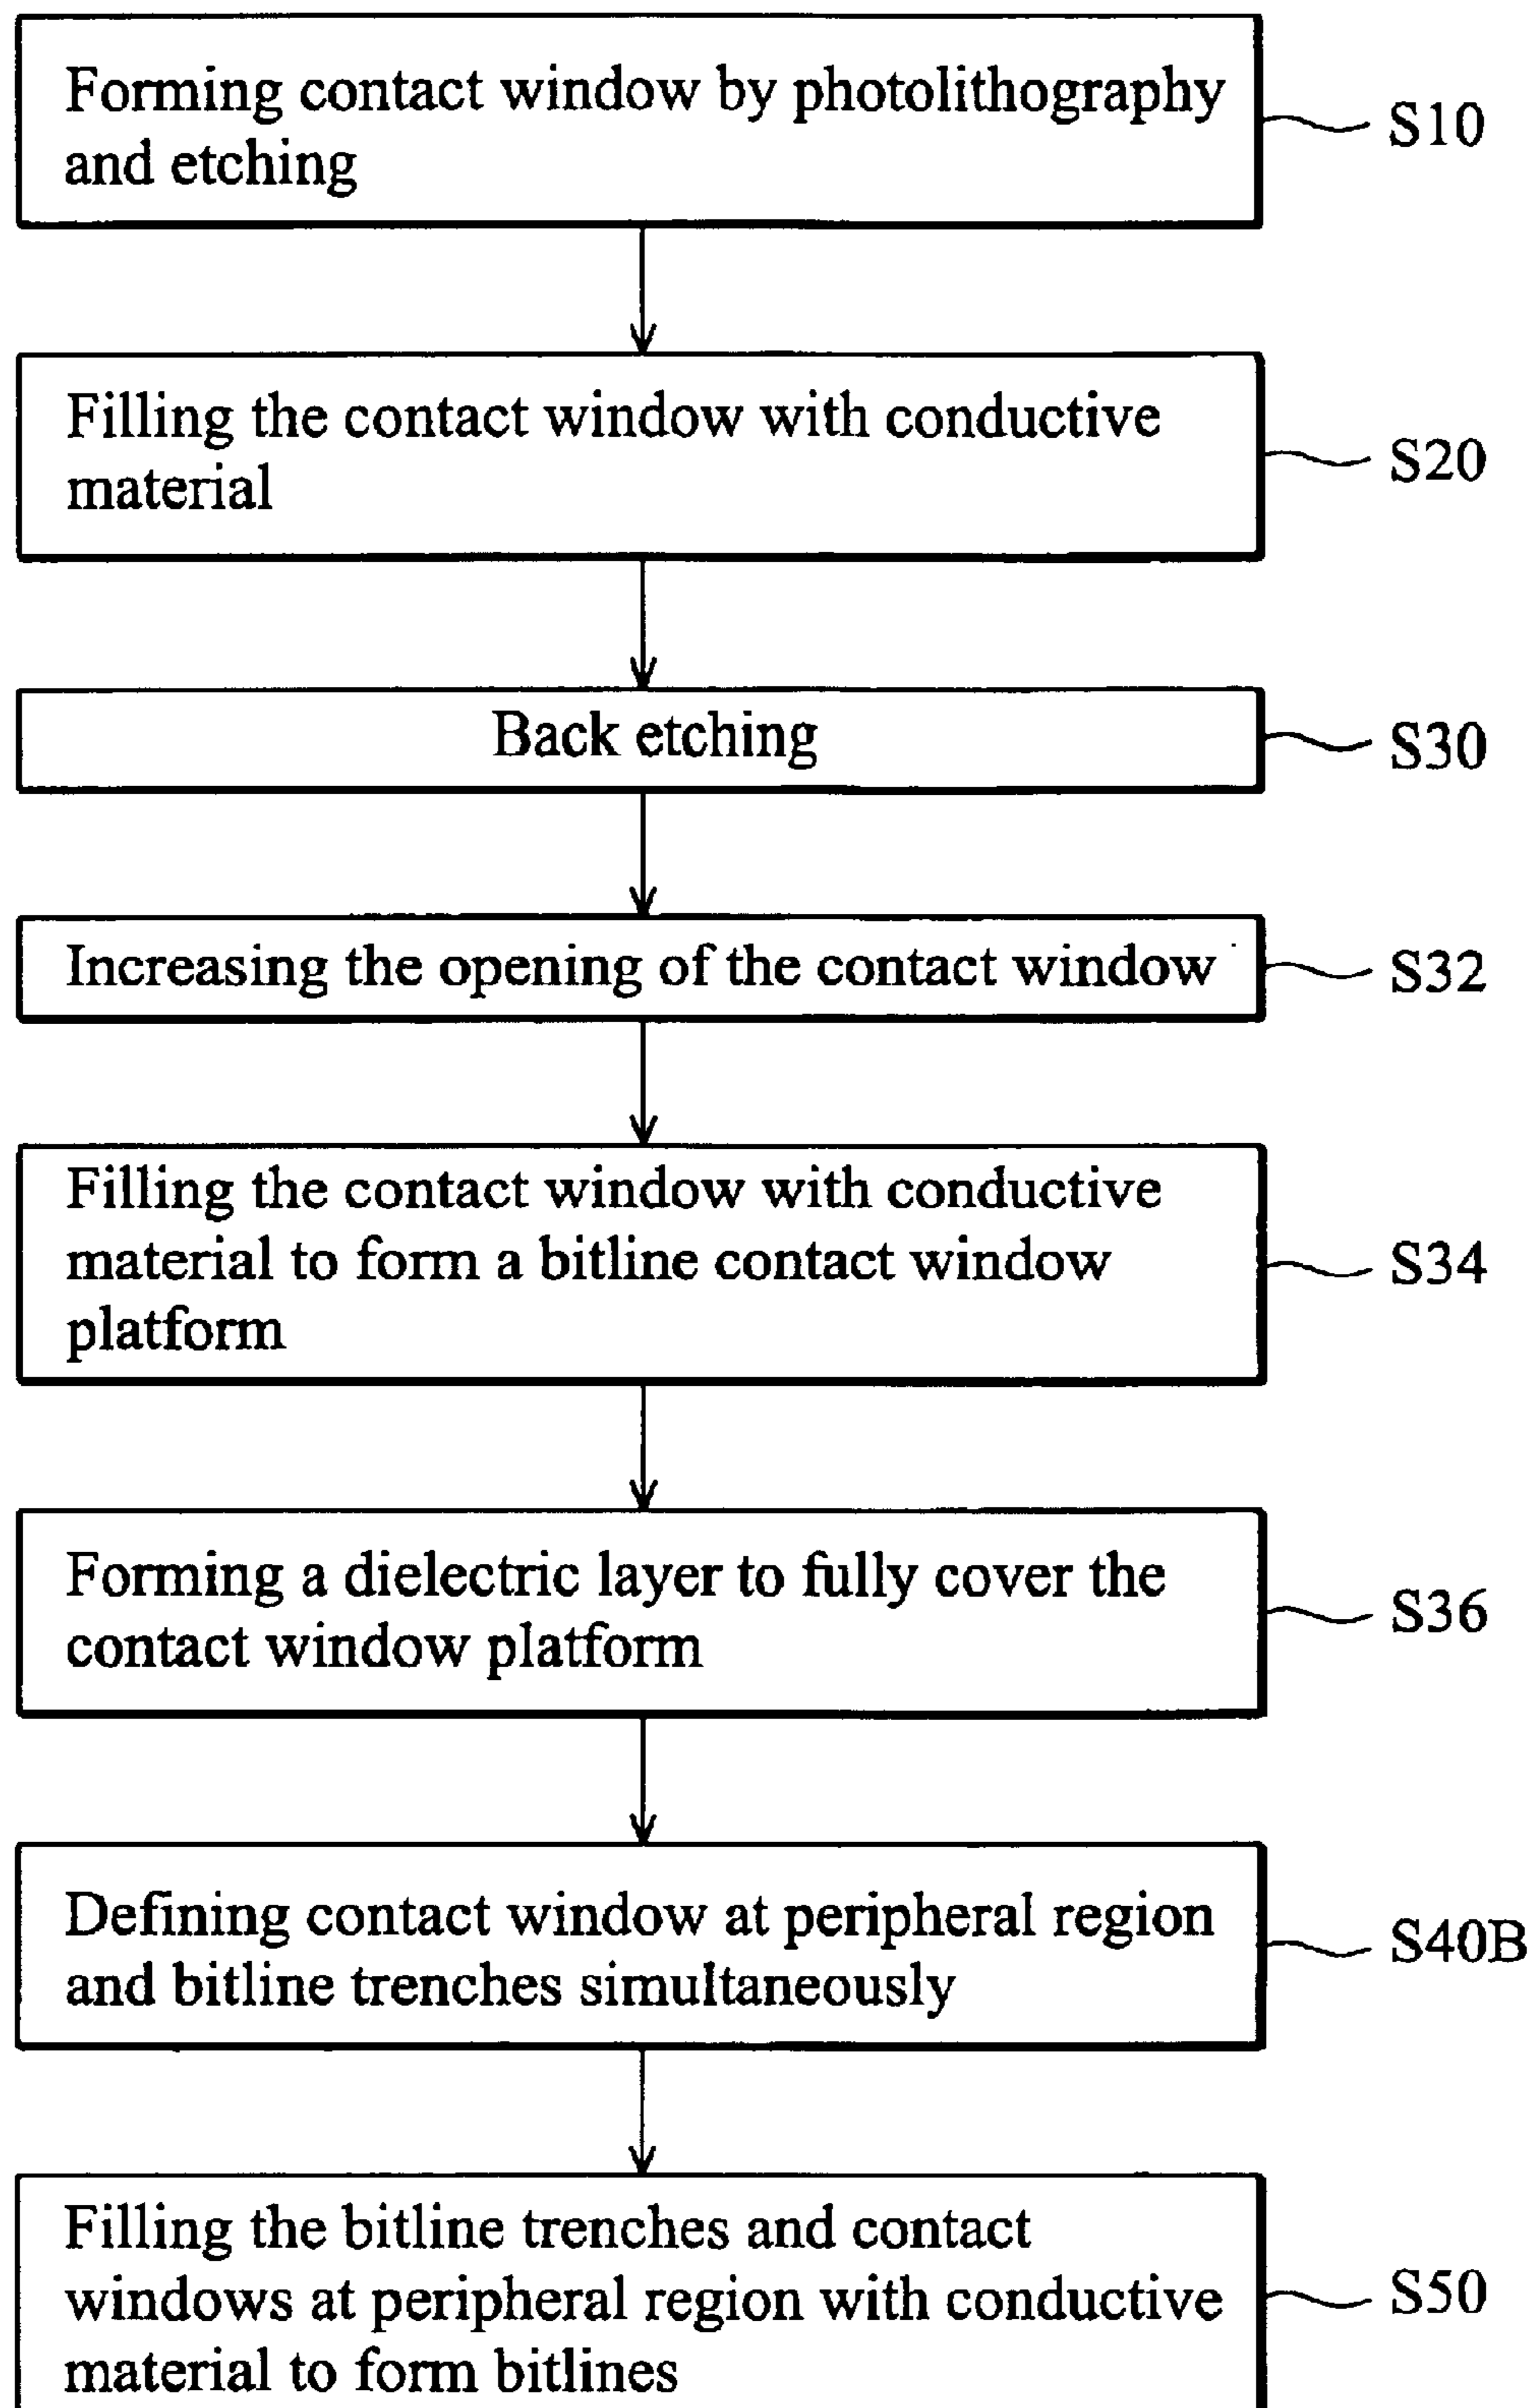 Forming contact window by photolithography
and etching
S10
Filling the contact window with conductive
material
S20
Back etching
S30
Increasing the opening of the contact window
S32
Filling the contact window with conductive
material to form a bitline contact window
platform
S34
Forming a dielectric layer to fully cover the
contact window platform
S36
Defining contact window at peripheral region
and bitline trenches simultaneously
S40B
Filling the bitline trenches and contact
windows at peripheral region with conductive
material to form bitlines
S50